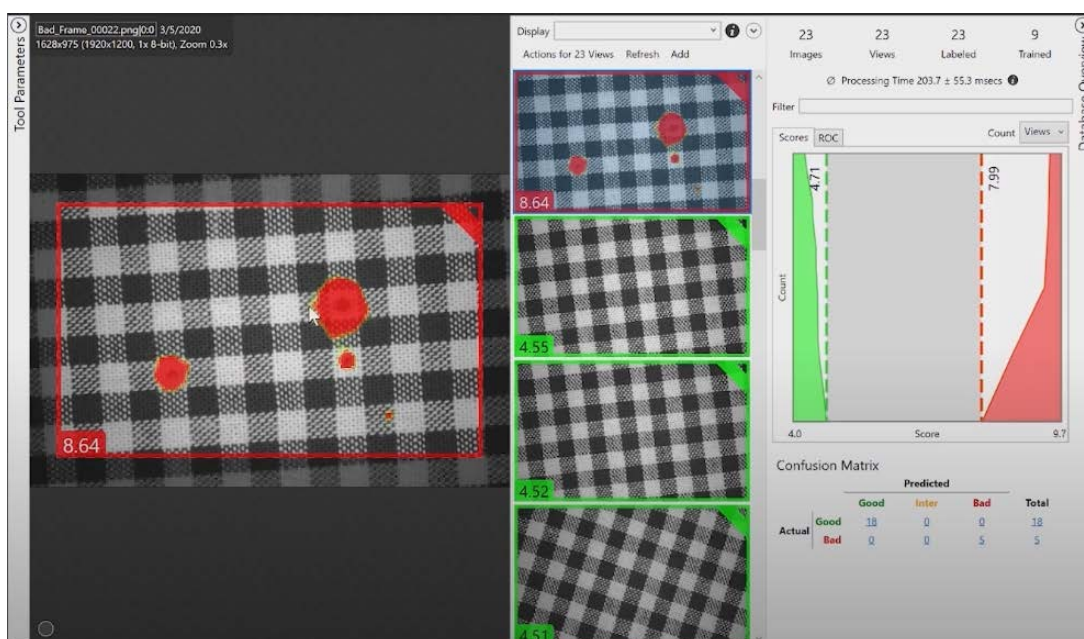 Tool Parameters
Bad_Frame_00022.png|0:0 3/5/2020
1628x975 (1920x1200, 1x 8-bit), Zoom 0.3x
8.64
Display
Actions for 23 Views Refresh Add
8.64
4.55
4.52
4.51
23 23 23 9
Images Views Labeled Trained
∅ Processing Time 203.7 ± 55.3 msecs
Filter
Scores ROC Count Views
4.71
7.99
Count
4.0 Score 9.7
Confusion Matrix
Predicted
Good Inter Bad Total
Actual
Good 18 0 0 18
Bad 0 0 5 5
Database Overview